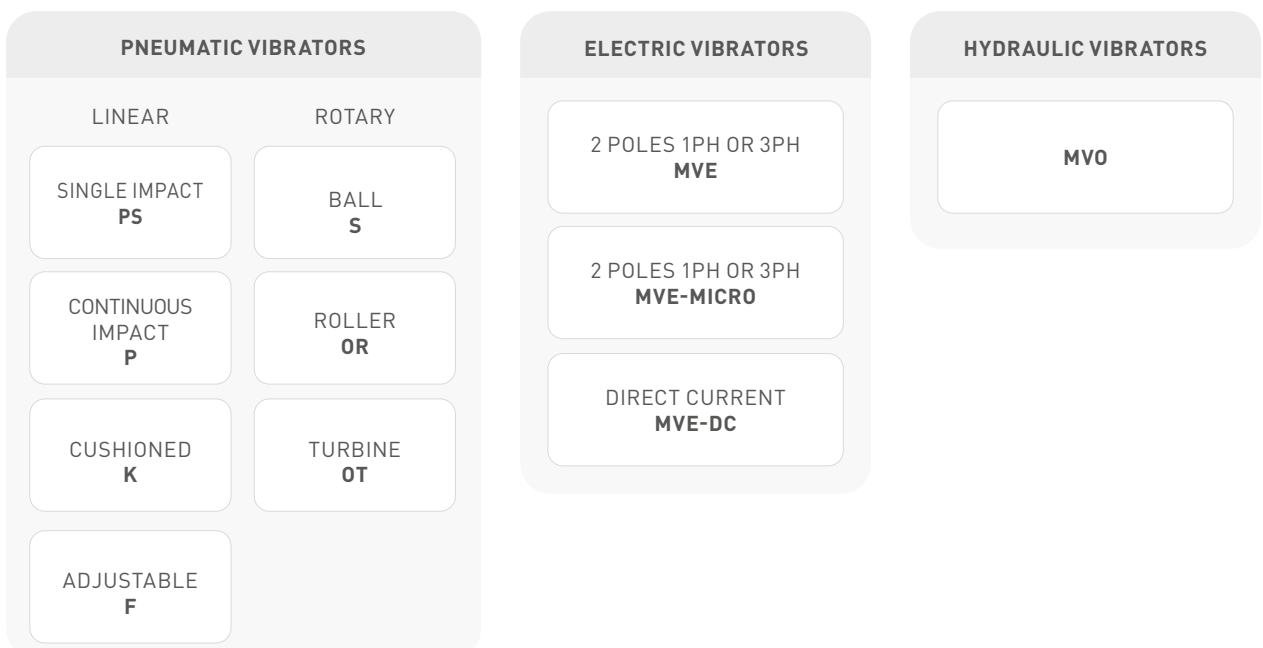 PNEUMATIC VIBRATORS
LINEAR
SINGLE IMPACT
PS
CONTINUOUS
IMPACT
P
CUSHIONED
K
ADJUSTABLE
F
ROTARY
BALL
S
ROLLER
OR
TURBINE
OT
ELECTRIC VIBRATORS
2 POLES 1PH OR 3PH
MVE
2 POLES 1PH OR 3PH
MVE-MICRO
DIRECT CURRENT
MVE-DC
HYDRAULIC VIBRATORS
MVO